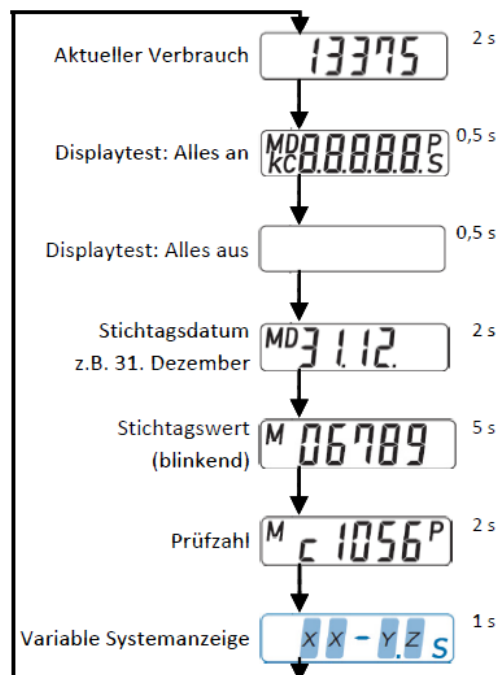 Aktueller Verbrauch 13375 2 s
Displaytest: Alles an MD KC 8.8.8.8.8. P S 0,5 s
Displaytest: Alles aus 0,5 s
Stichtagsdatum
z.B. 31. Dezember MD 31.12. 2 s
Stichtagswert
(blinkend) M 06789 5 s
Prüfzahl M c 1056 P 2 s
Variable Systemanzeige X X - Y.Z S 1 s